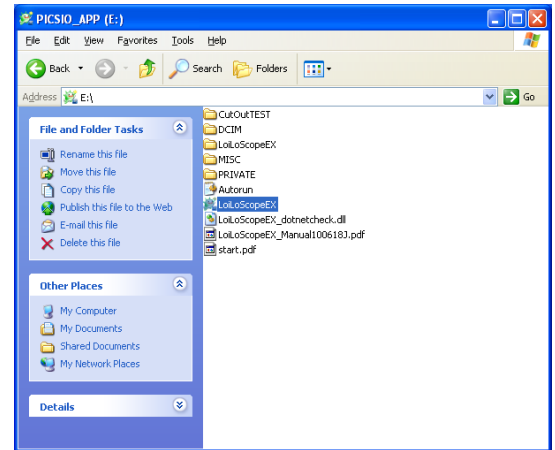 PICSIO_APP (E:)
File Edit View Favorites Tools Help
Back Search Folders
Address E:\ Go
File and Folder Tasks
Rename this file
Move this file
Copy this file
Publish this file to the Web
E-mail this file
Delete this file
Other Places
My Computer
My Documents
Shared Documents
My Network Places
Details
CutOutTEST
DCIM
LoiLoScopeEX
MISC
PRIVATE
Autorun
LoiLoScopeEX
LoiLoScopeEX_dotnetcheck.dll
LoiLoScopeEX_Manual100618J.pdf
start.pdf